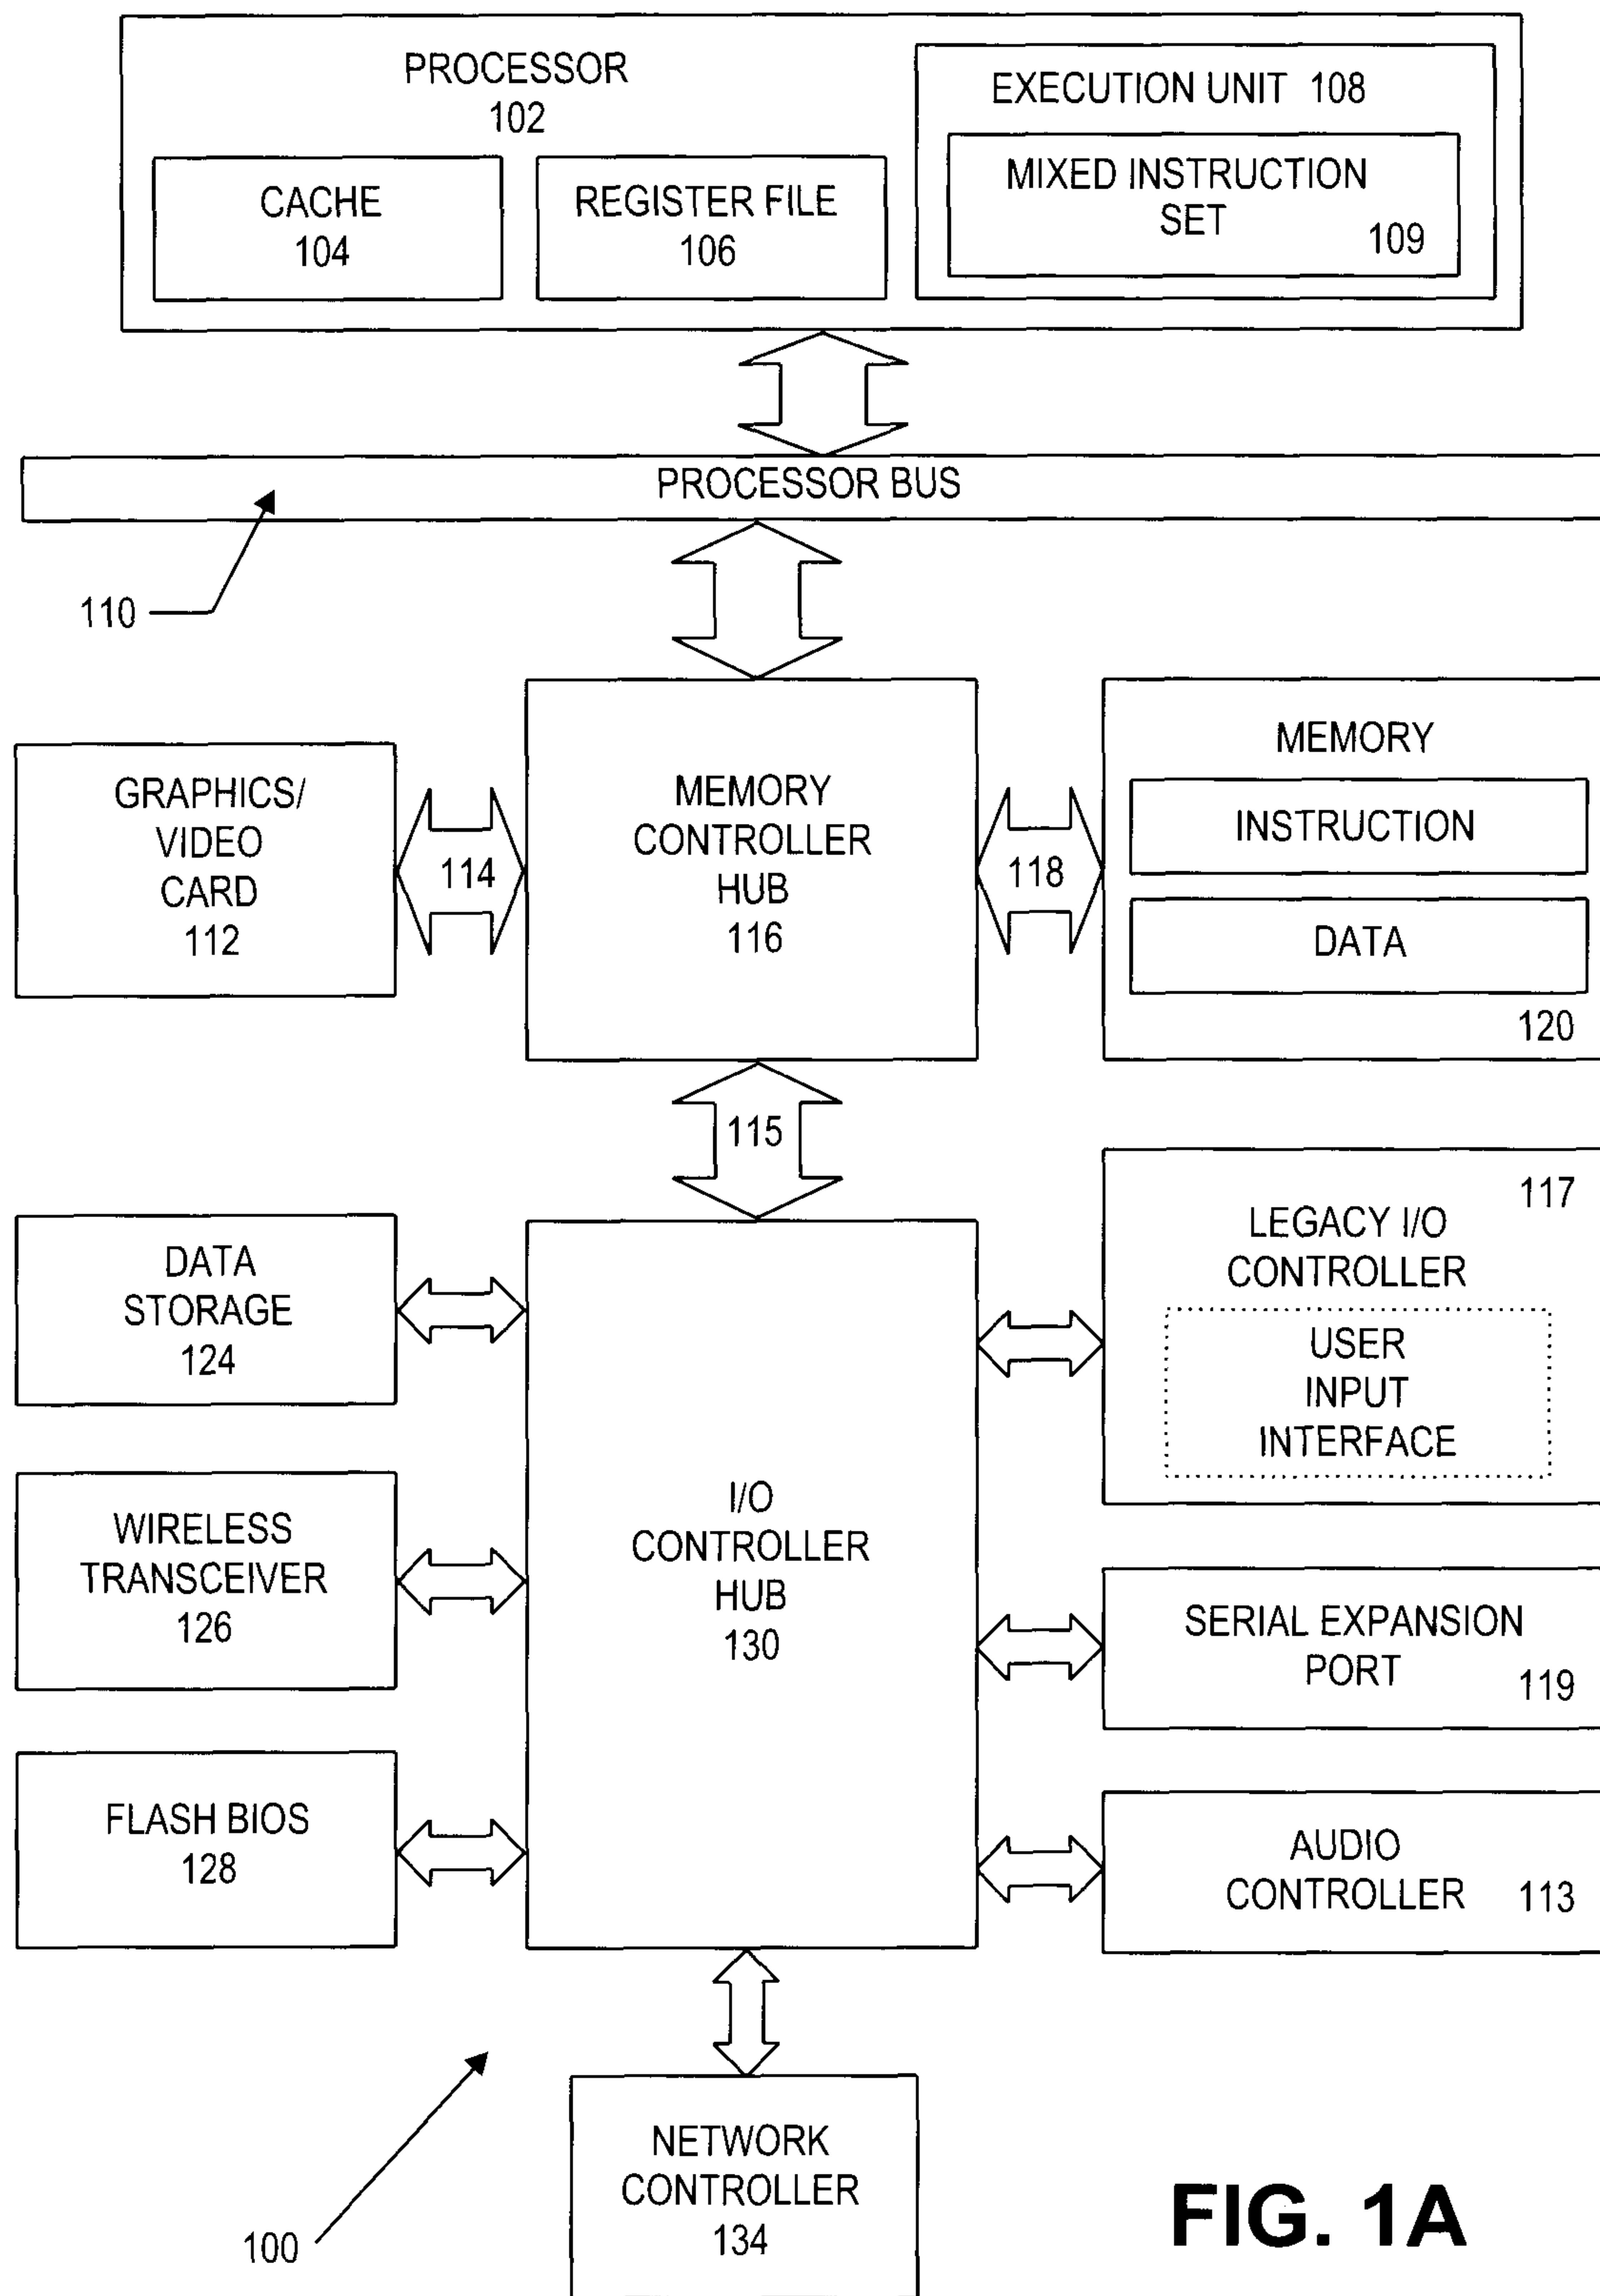 PROCESSOR
102
CACHE
104
REGISTER FILE
106
EXECUTION UNIT 108
MIXED INSTRUCTION
SET
109
PROCESSOR BUS
110
GRAPHICS/
VIDEO
CARD
112
114
MEMORY
CONTROLLER
HUB
116
118
MEMORY
INSTRUCTION
DATA
120
115
DATA
STORAGE
124
WIRELESS
TRANSCEIVER
126
FLASH BIOS
128
I/O
CONTROLLER
HUB
130
117
LEGACY I/O
CONTROLLER
USER
INPUT
INTERFACE
SERIAL EXPANSION
PORT
119
AUDIO
CONTROLLER 113
NETWORK
CONTROLLER
134
100
FIG. 1A